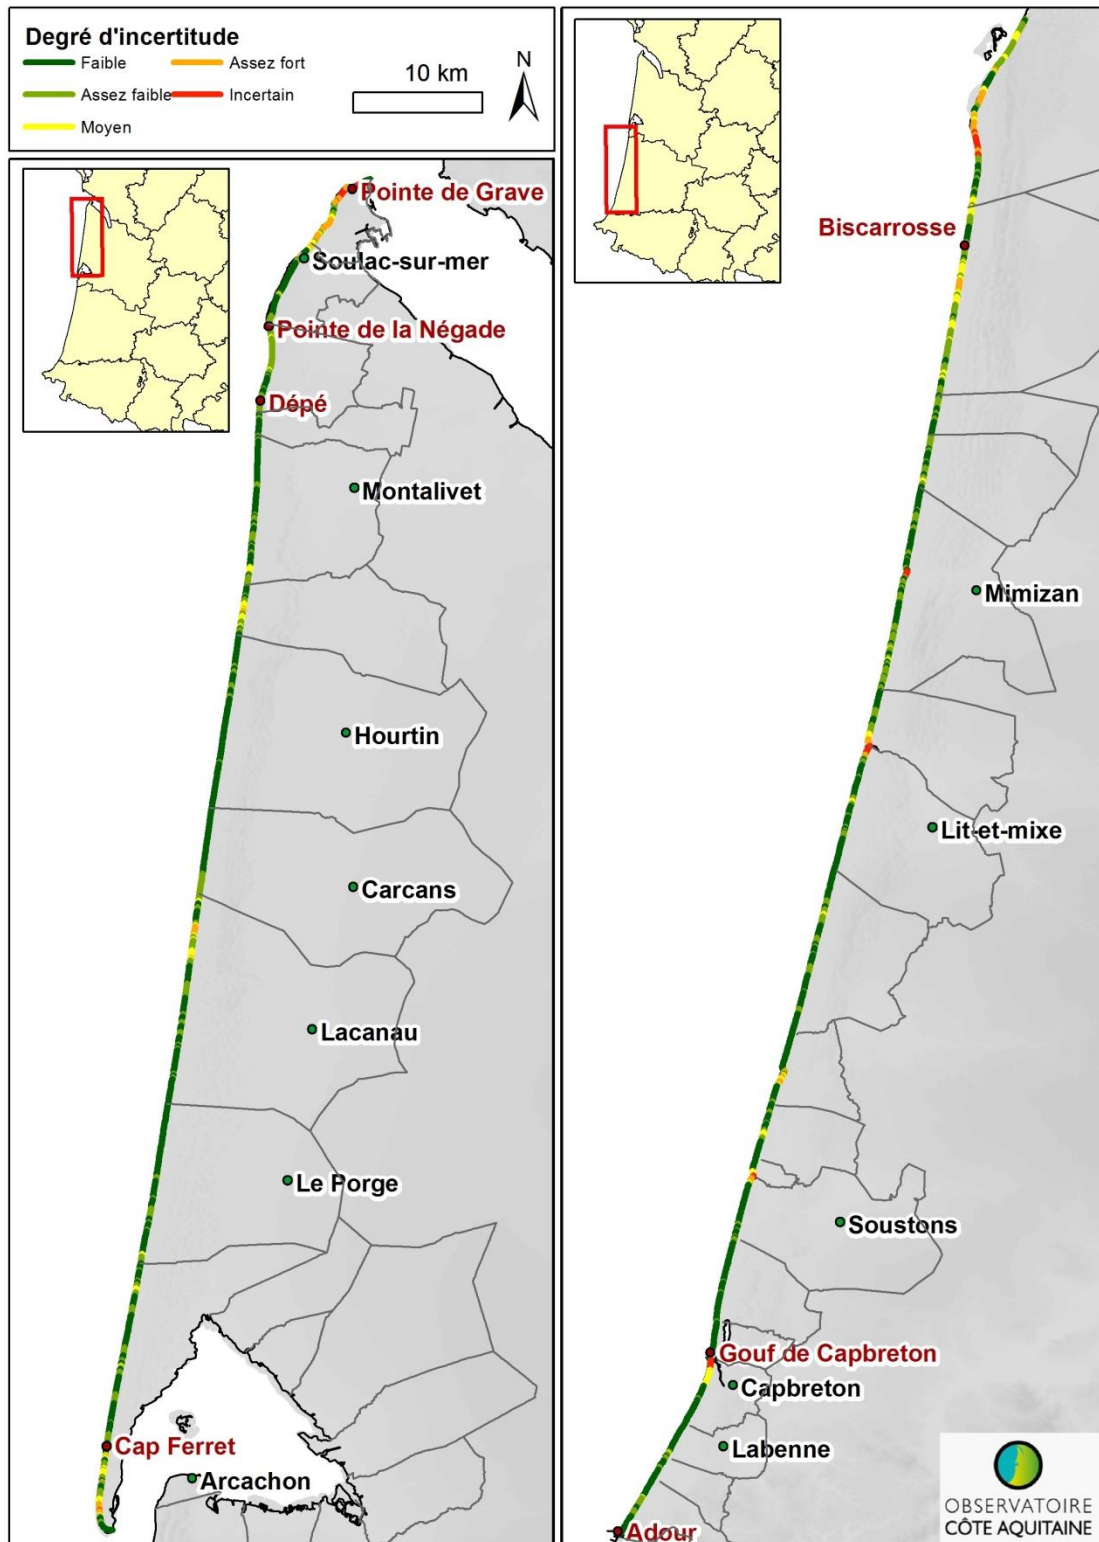 Degré d'incertitude
Faible
Assez fort
Assez faible
Incertain
Moyen
10 km
N
Pointe de Grave
Soulac-sur-mer
Pointe de la Négade
Dépé
Montalivet
Hourtin
Carcans
Lacanau
Le Porge
Cap Ferret
Arcachon
Biscarrosse
Mimizan
Lit-et-mixe
Soustons
Gouf de Capbreton
Capbreton
Labenne
Adour
OBSERVATOIRE
CÔTE AQUITAINE